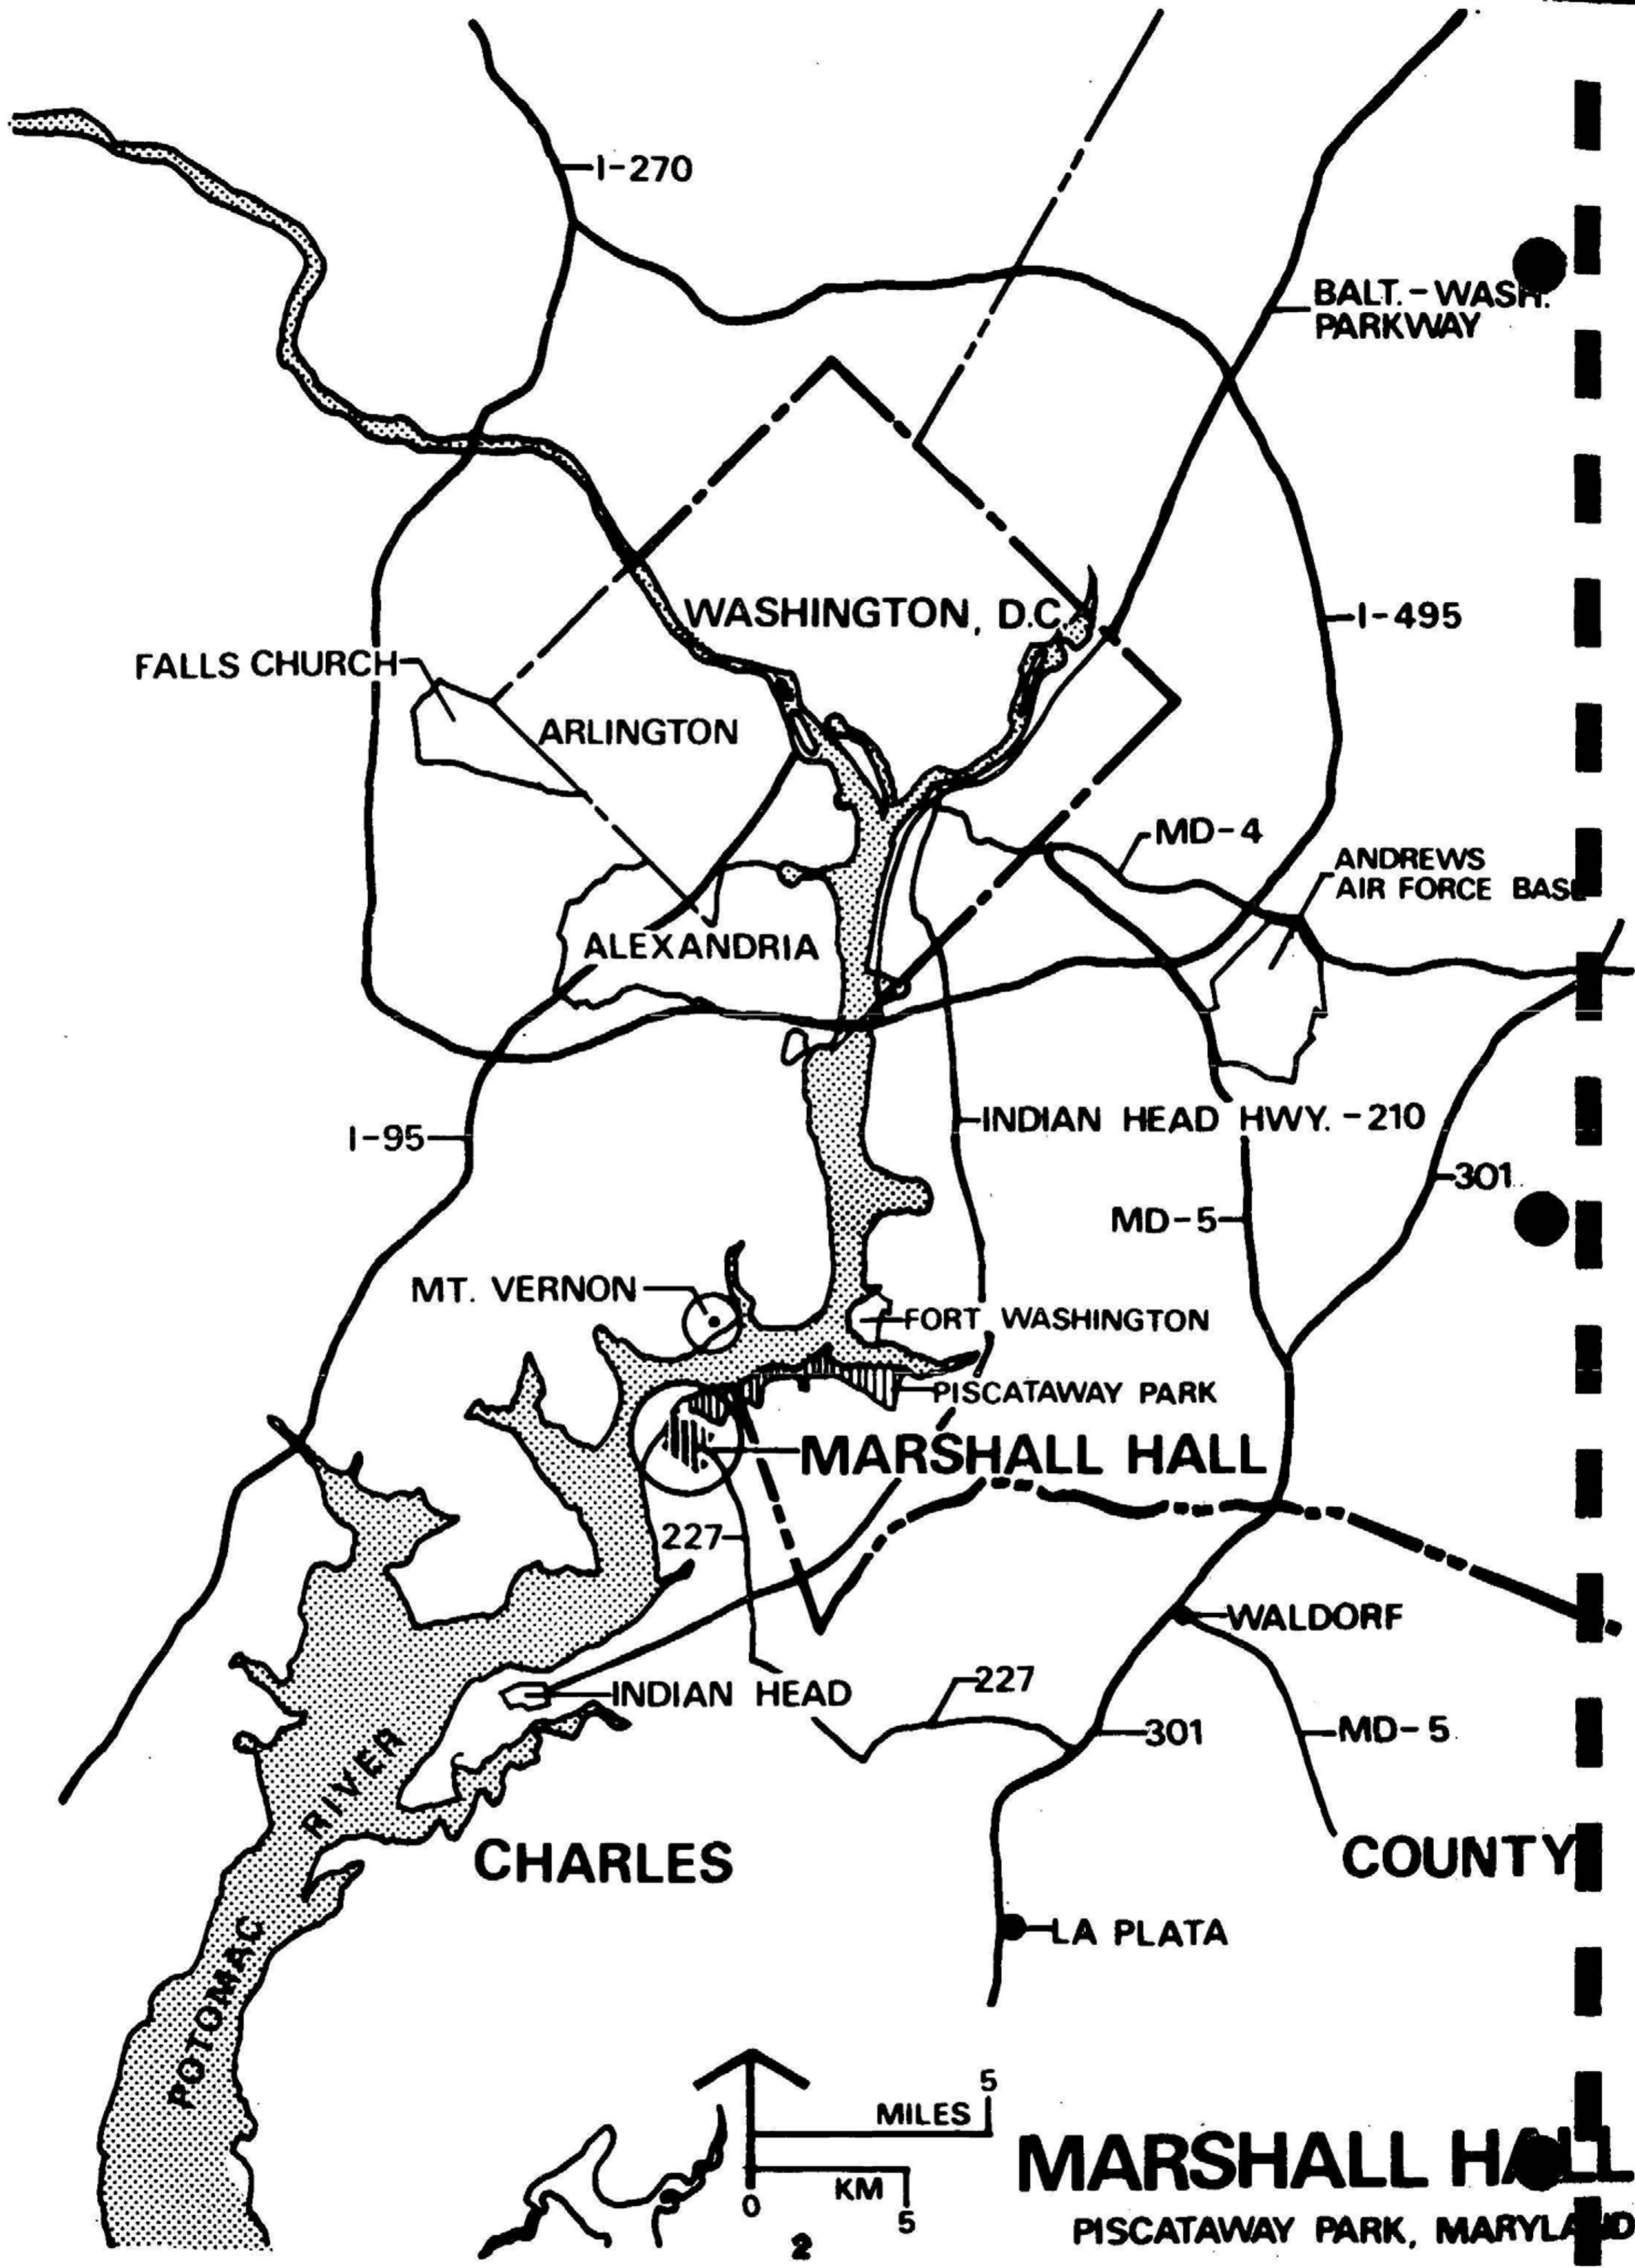 I-270
BALT.-WASH.
PARKWAY
WASHINGTON, D.C.
I-495
FALLS CHURCH
ARLINGTON
MD-4
ANDREWS
AIR FORCE BASE
ALEXANDRIA
INDIAN HEAD HWY. -210
I-95
301
MD-5
MT. VERNON
FORT WASHINGTON
PISCATAWAY PARK
MARSHALL HALL
227
WALDORF
INDIAN HEAD
227
301
MD-5
POTOMAC RIVER
CHARLES COUNTY
LA PLATA
5
MILES
KM
0
5
MARSHALL HALL
PISCATAWAY PARK, MARYLAND
2